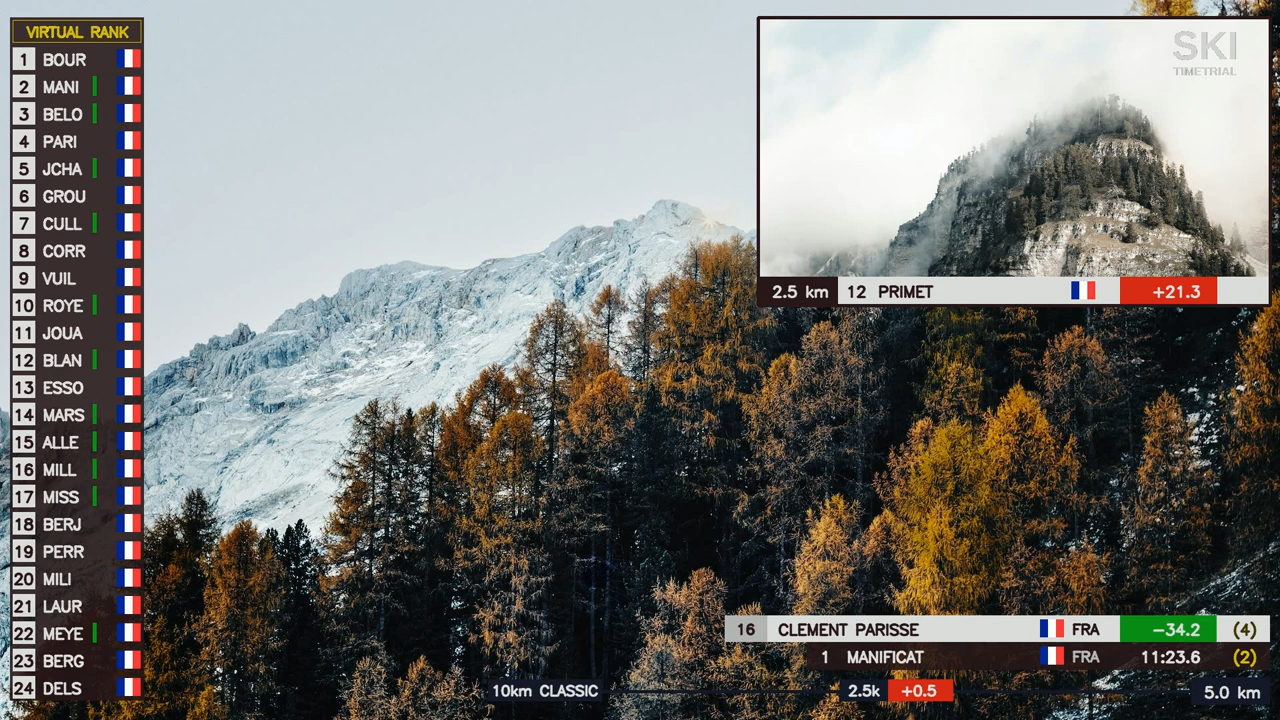 VIRTUAL RANK
1 BOUR
2 MANI
3 BELO
4 PARI
5 JCHA
6 GROU
7 CULL
8 CORR
9 VUIL
10 ROYE
11 JOUA
12 BLAN
13 ESSO
14 MARS
15 ALLE
16 MILL
17 MISS
18 BERJ
19 PERR
20 MILI
21 LAUR
22 MEYE
23 BERG
24 DELS
SKI
TIMETRIAL
2.5 km 12 PRIMET +21.3
16 CLEMENT PARISSE FRA −34.2 (4)
1 MANIFICAT FRA 11:23.6 (2)
10km CLASSIC 2.5k +0.5 5.0 km